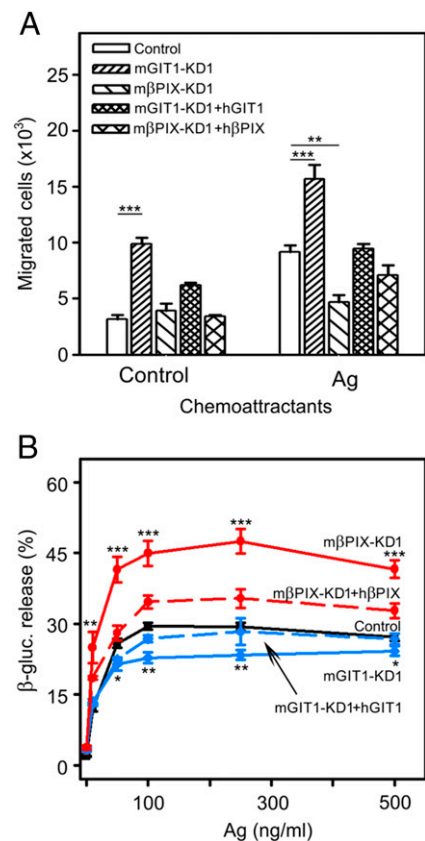 A
Control
mGIT1-KD1
mβPIX-KD1
mGIT1-KD1+hGIT1
mβPIX-KD1+hβPIX
25
20
15
10
5
0
Migrated cells (x10³)
***
***
**
Control
Ag
Chemoattractants
B
60
45
30
15
0
β-gluc. release (%)
**
***
***
***
***
mβPIX-KD1
mβPIX-KD1+hβPIX
Control
mGIT1-KD1
mGIT1-KD1+hGIT1
*
**
**
*
100
300
500
Ag (ng/ml)